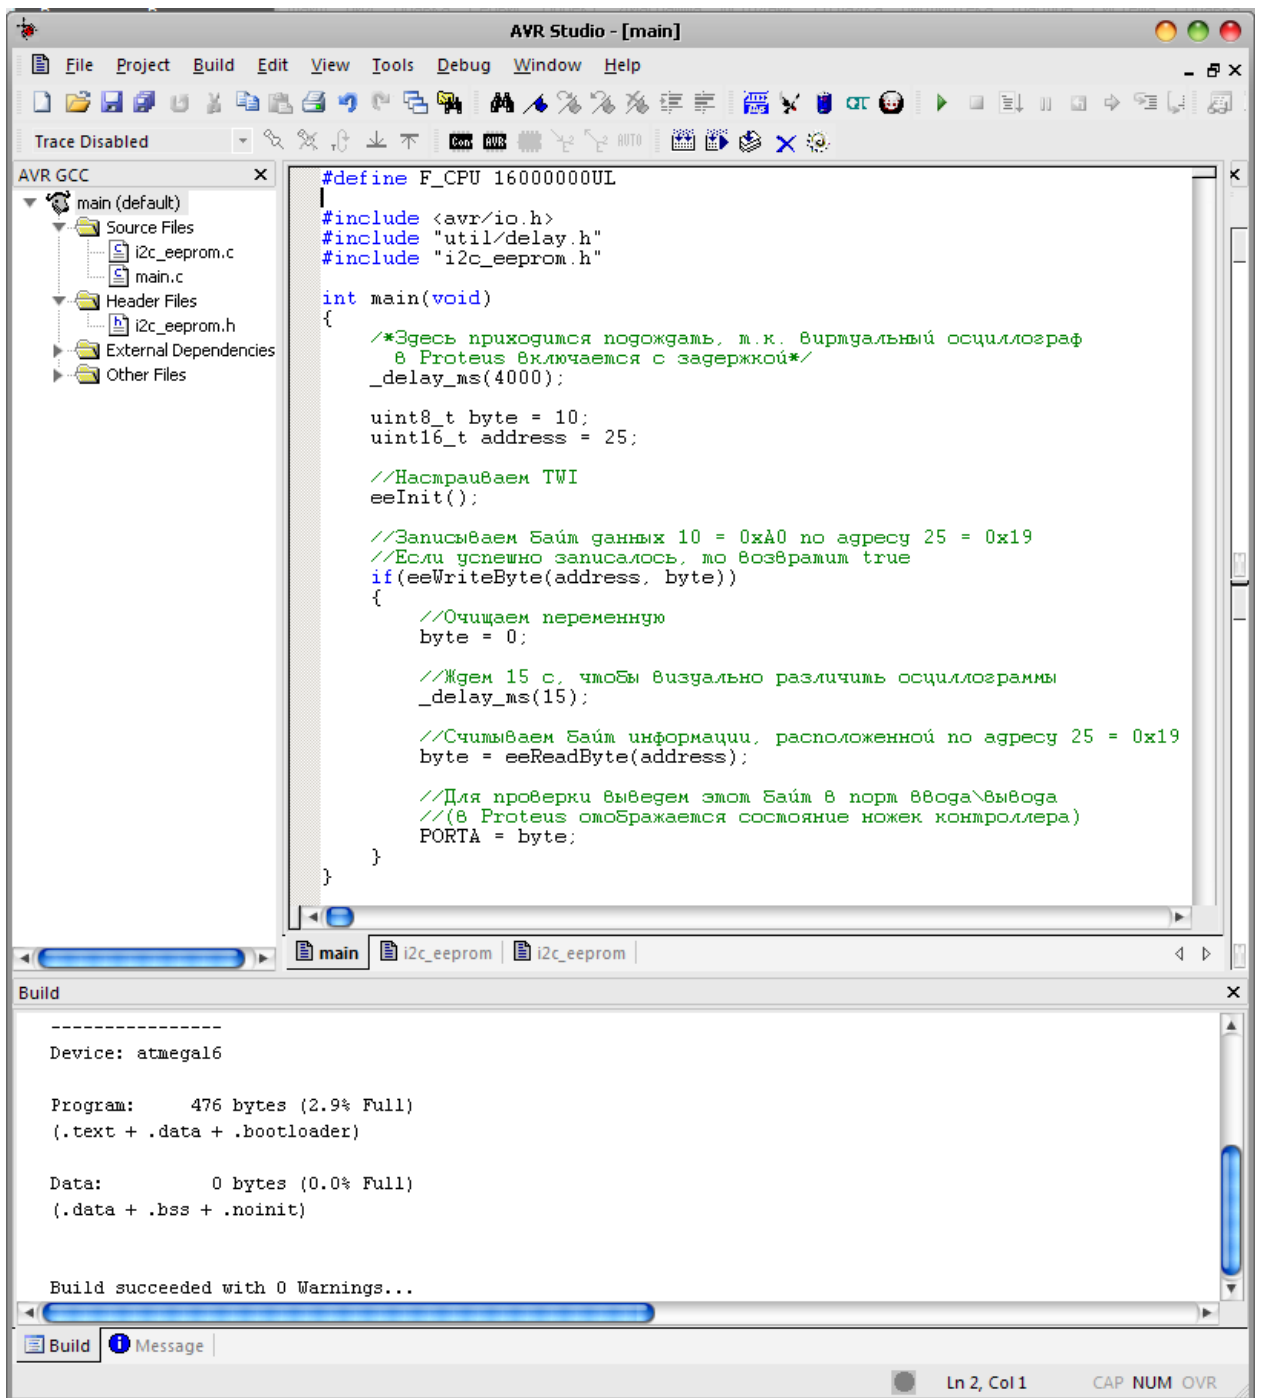 AVR Studio - [main]
File Project Build Edit View Tools Debug Window Help
Trace Disabled
Con AVR AUTO
AVR GCC
main (default)
Source Files
i2c_eeprom.c
main.c
Header Files
i2c_eeprom.h
External Dependencies
Other Files
#define F_CPU 16000000UL
#include <avr/io.h>
#include "util/delay.h"
#include "i2c_eeprom.h"
int main(void)
{
/*Здесь приходится подождать, т.к. виртуальный осциллограф
в Proteus включается с задержкой*/
_delay_ms(4000);
uint8_t byte = 10;
uint16_t address = 25;
//Настраиваем TWI
eeInit();
//Записываем байт данных 10 = 0xA0 по адресу 25 = 0x19
//Если успешно записалось, то возвратит true
if(eeWriteByte(address, byte))
{
//Очищаем переменную
byte = 0;
//Ждем 15 с, чтобы визуально различить осциллограммы
_delay_ms(15);
//Считываем байт информации, расположенной по адресу 25 = 0x19
byte = eeReadByte(address);
//Для проверки выведем этот байт в порт ввода\вывода
//(в Proteus отображается состояние ножек контроллера)
PORTA = byte;
}
}
main i2c_eeprom i2c_eeprom
Build
----------------
Device: atmega16
Program: 476 bytes (2.9% Full)
(.text + .data + .bootloader)
Data: 0 bytes (0.0% Full)
(.data + .bss + .noinit)
Build succeeded with 0 Warnings...
Build Message
Ln 2, Col 1 CAP NUM OVR